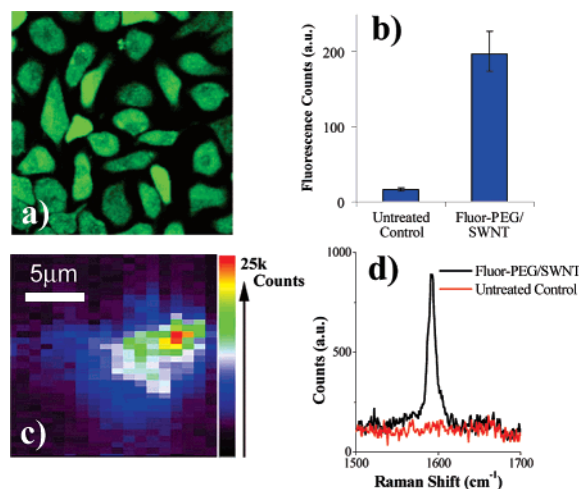 a)
b)
Fluorescence Counts (a.u.)
200
100
0
Untreated
Control
Fluor-PEG/
SWNT
5μm
c)
25k
Counts
d)
Fluor-PEG/SWNT
Untreated Control
Counts (a.u.)
1000
500
0
1500
1600
1700
Raman Shift (cm⁻¹)